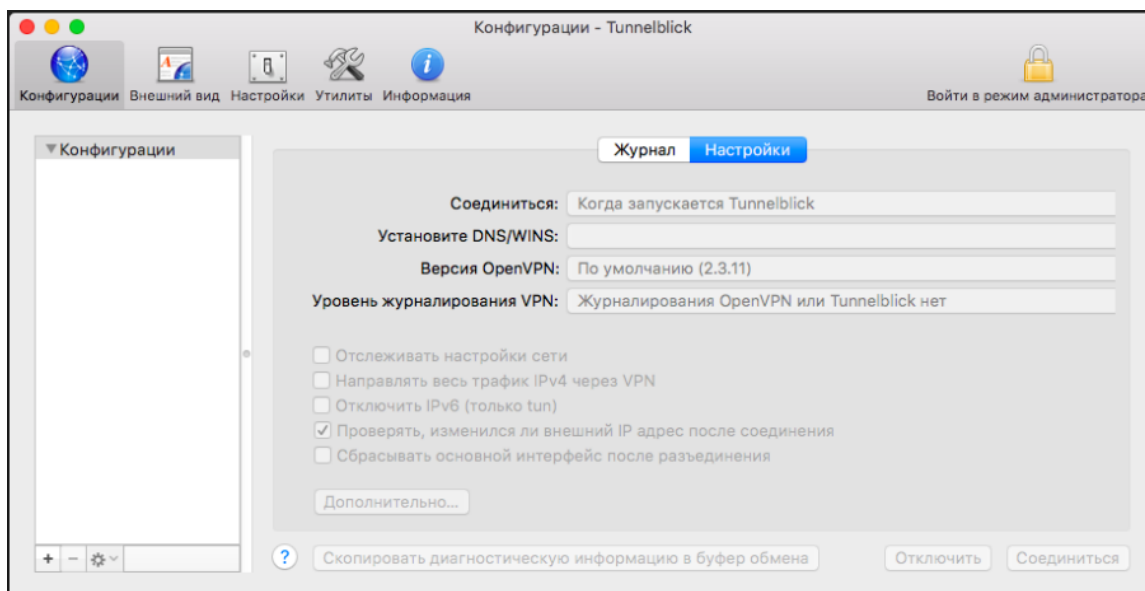 Конфигурации - Tunnelblick
Конфигурации Внешний вид Настройки Утилиты Информация Войти в режим администратора
Конфигурации
Журнал Настройки
Соединиться: Когда запускается Tunnelblick
Установите DNS/WINS:
Версия OpenVPN: По умолчанию (2.3.11)
Уровень журналирования VPN: Журналирования OpenVPN или Tunnelblick нет
Отслеживать настройки сети
Направлять весь трафик IPv4 через VPN
Отключить IPv6 (только tun)
Проверять, изменился ли внешний IP адрес после соединения
Сбрасывать основной интерфейс после разъединения
Дополнительно...
+ − ? Скопировать диагностическую информацию в буфер обмена Отключить Соединиться